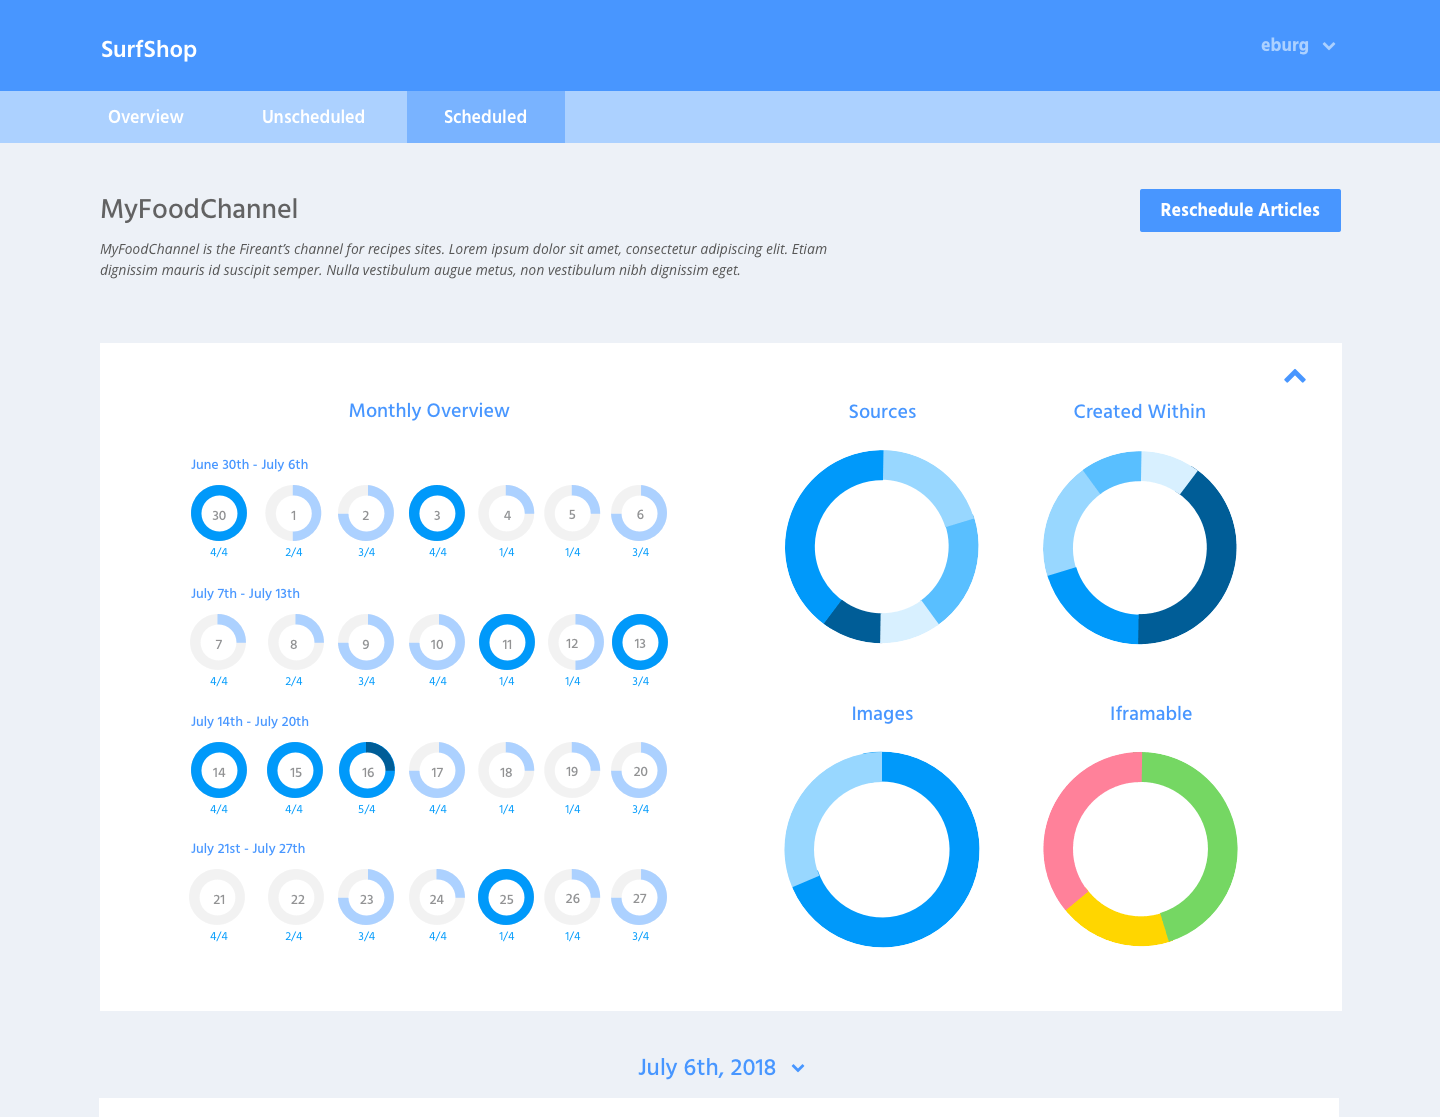 SurfShop
eburg
Overview Unscheduled Scheduled
MyFoodChannel
Reschedule Articles
MyFoodChannel is the Fireant's channel for recipes sites. Lorem ipsum dolor sit amet, consectetur adipiscing elit. Etiam
dignissim mauris id suscipit semper. Nulla vestibulum augue metus, non vestibulum nibh dignissim eget.
Monthly Overview
June 30th - July 6th
30 1 2 3 4 5 6
4/4 2/4 3/4 4/4 1/4 1/4 3/4
July 7th - July 13th
7 8 9 10 11 12 13
4/4 2/4 3/4 4/4 1/4 1/4 3/4
July 14th - July 20th
14 15 16 17 18 19 20
4/4 4/4 5/4 4/4 1/4 1/4 3/4
July 21st - July 27th
21 22 23 24 25 26 27
4/4 2/4 3/4 4/4 1/4 1/4 3/4
Sources
Created Within
Images
Iframable
July 6th, 2018